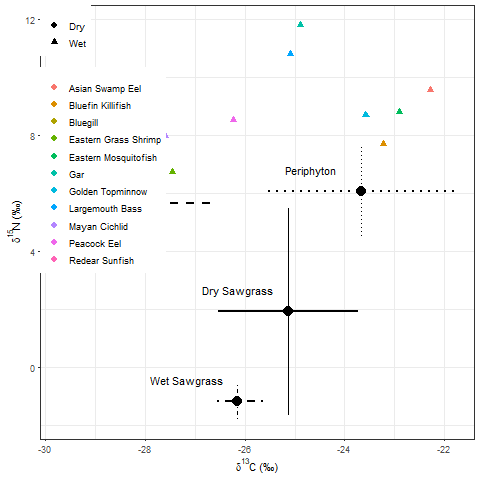 12
8
4
0
δ15N (‰)
Dry
Wet
Asian Swamp Eel
Bluefin Killifish
Bluegill
Eastern Grass Shrimp
Eastern Mosquitofish
Gar
Golden Topminnow
Largemouth Bass
Mayan Cichlid
Peacock Eel
Redear Sunfish
Periphyton
Dry Sawgrass
Wet Sawgrass
-30 -28 -26 -24 -22
δ13C (‰)